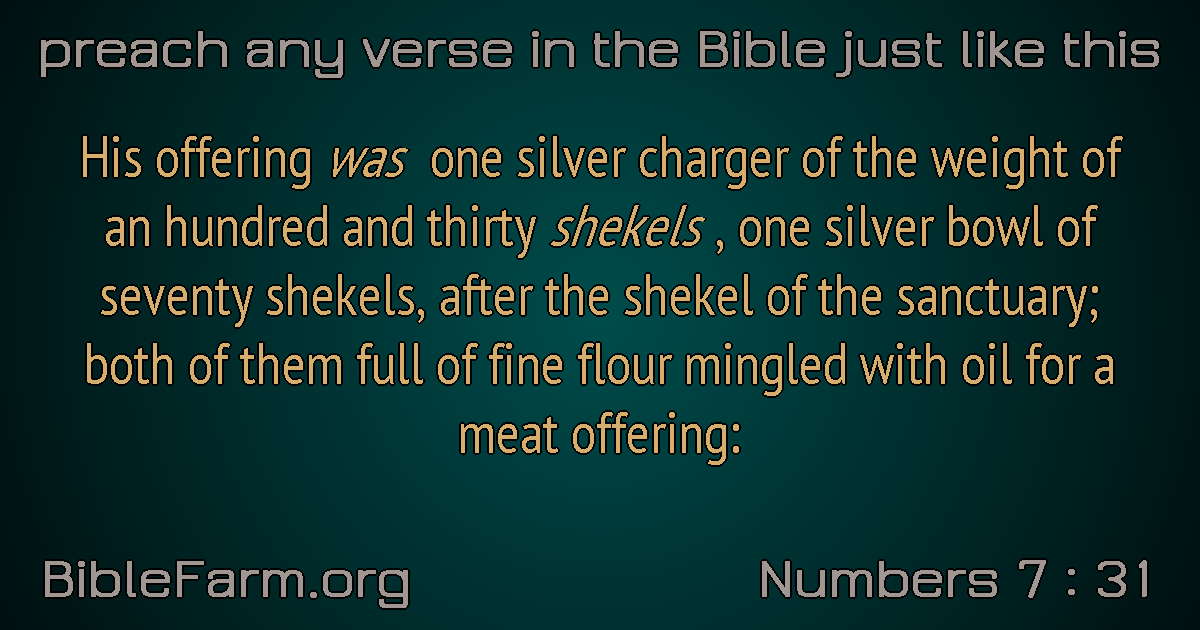 preach any verse in the Bible just like this
His offering was one silver charger of the weight of
an hundred and thirty shekels , one silver bowl of
seventy shekels, after the shekel of the sanctuary;
both of them full of fine flour mingled with oil for a
meat offering:
BibleFarm.org
Numbers 7 : 31